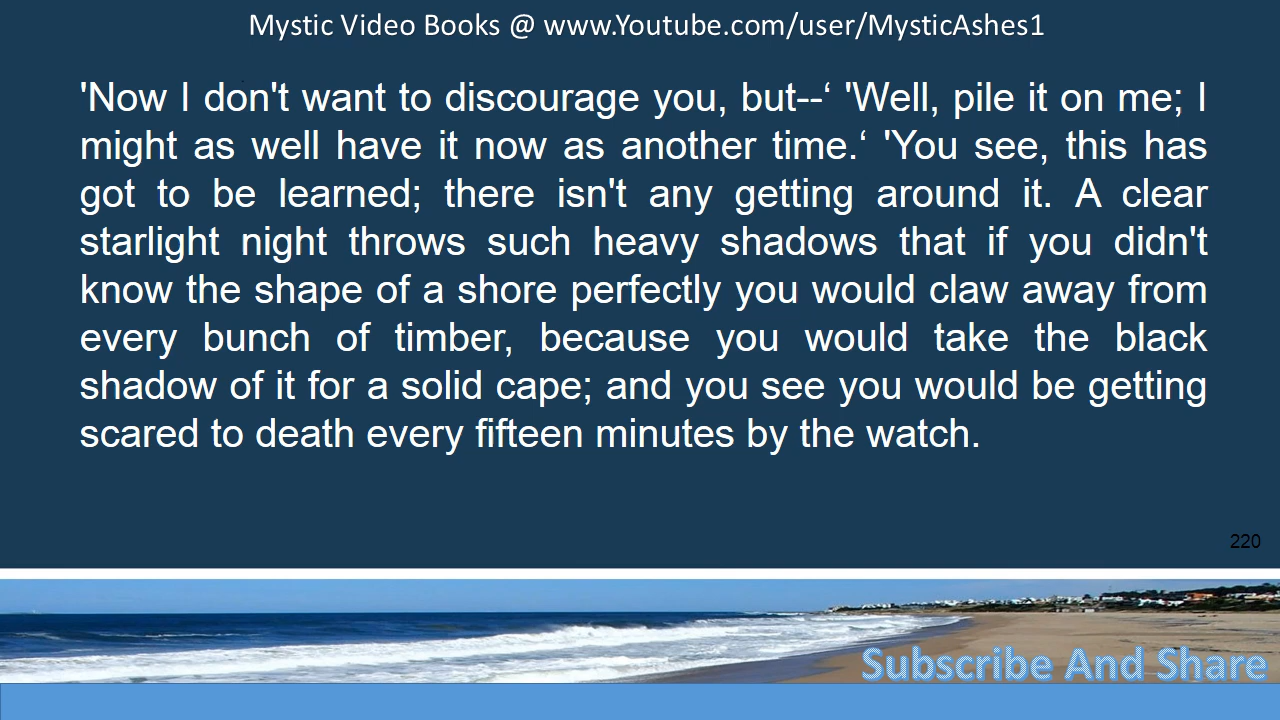 Mystic Video Books @ www.Youtube.com/user/MysticAshes1
'Now I don't want to discourage you, but--‘ 'Well, pile it on me; I
might as well have it now as another time.‘ 'You see, this has
got to be learned; there isn't any getting around it. A clear
starlight night throws such heavy shadows that if you didn't
know the shape of a shore perfectly you would claw away from
every bunch of timber, because you would take the black
shadow of it for a solid cape; and you see you would be getting
scared to death every fifteen minutes by the watch.
220
Subscribe And Share